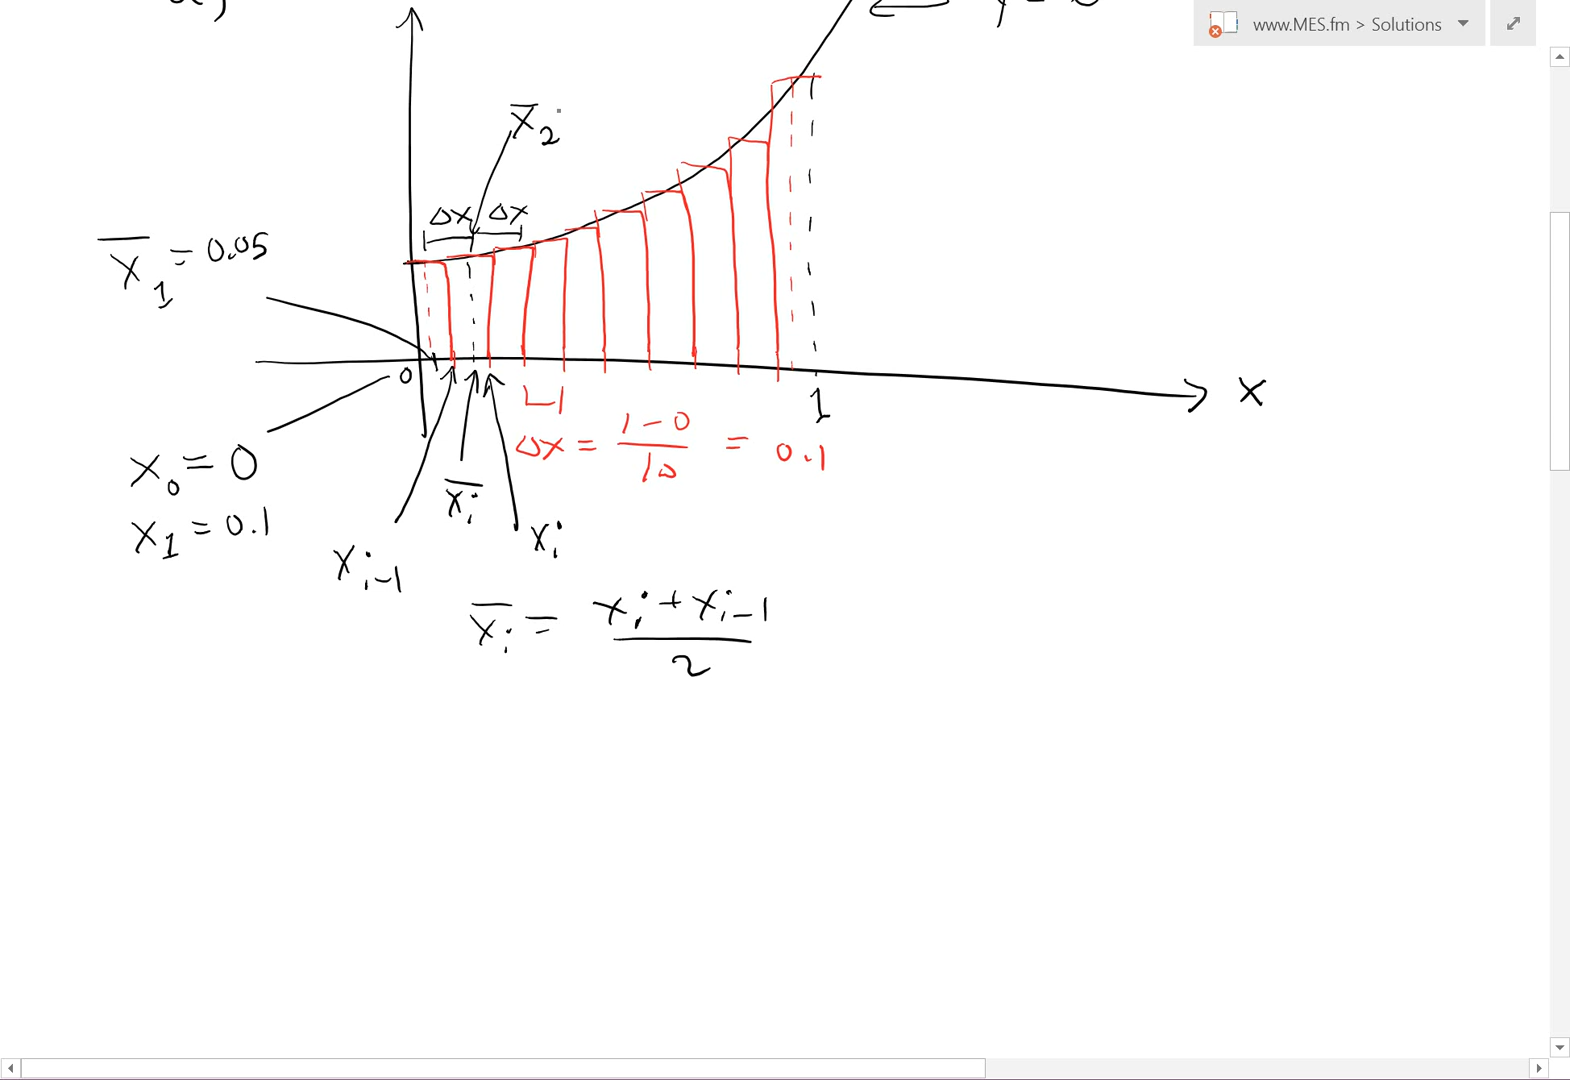 www.MES.fm > Solutions
X̅₂
Δx Δx
X̅₁ = 0.05
0
1
X
Δx = (1 - 0)/10 = 0.1
x₀ = 0
x₁ = 0.1
x̅ᵢ
xᵢ
xᵢ₋₁
x̅ᵢ = (xᵢ + xᵢ₋₁)/2